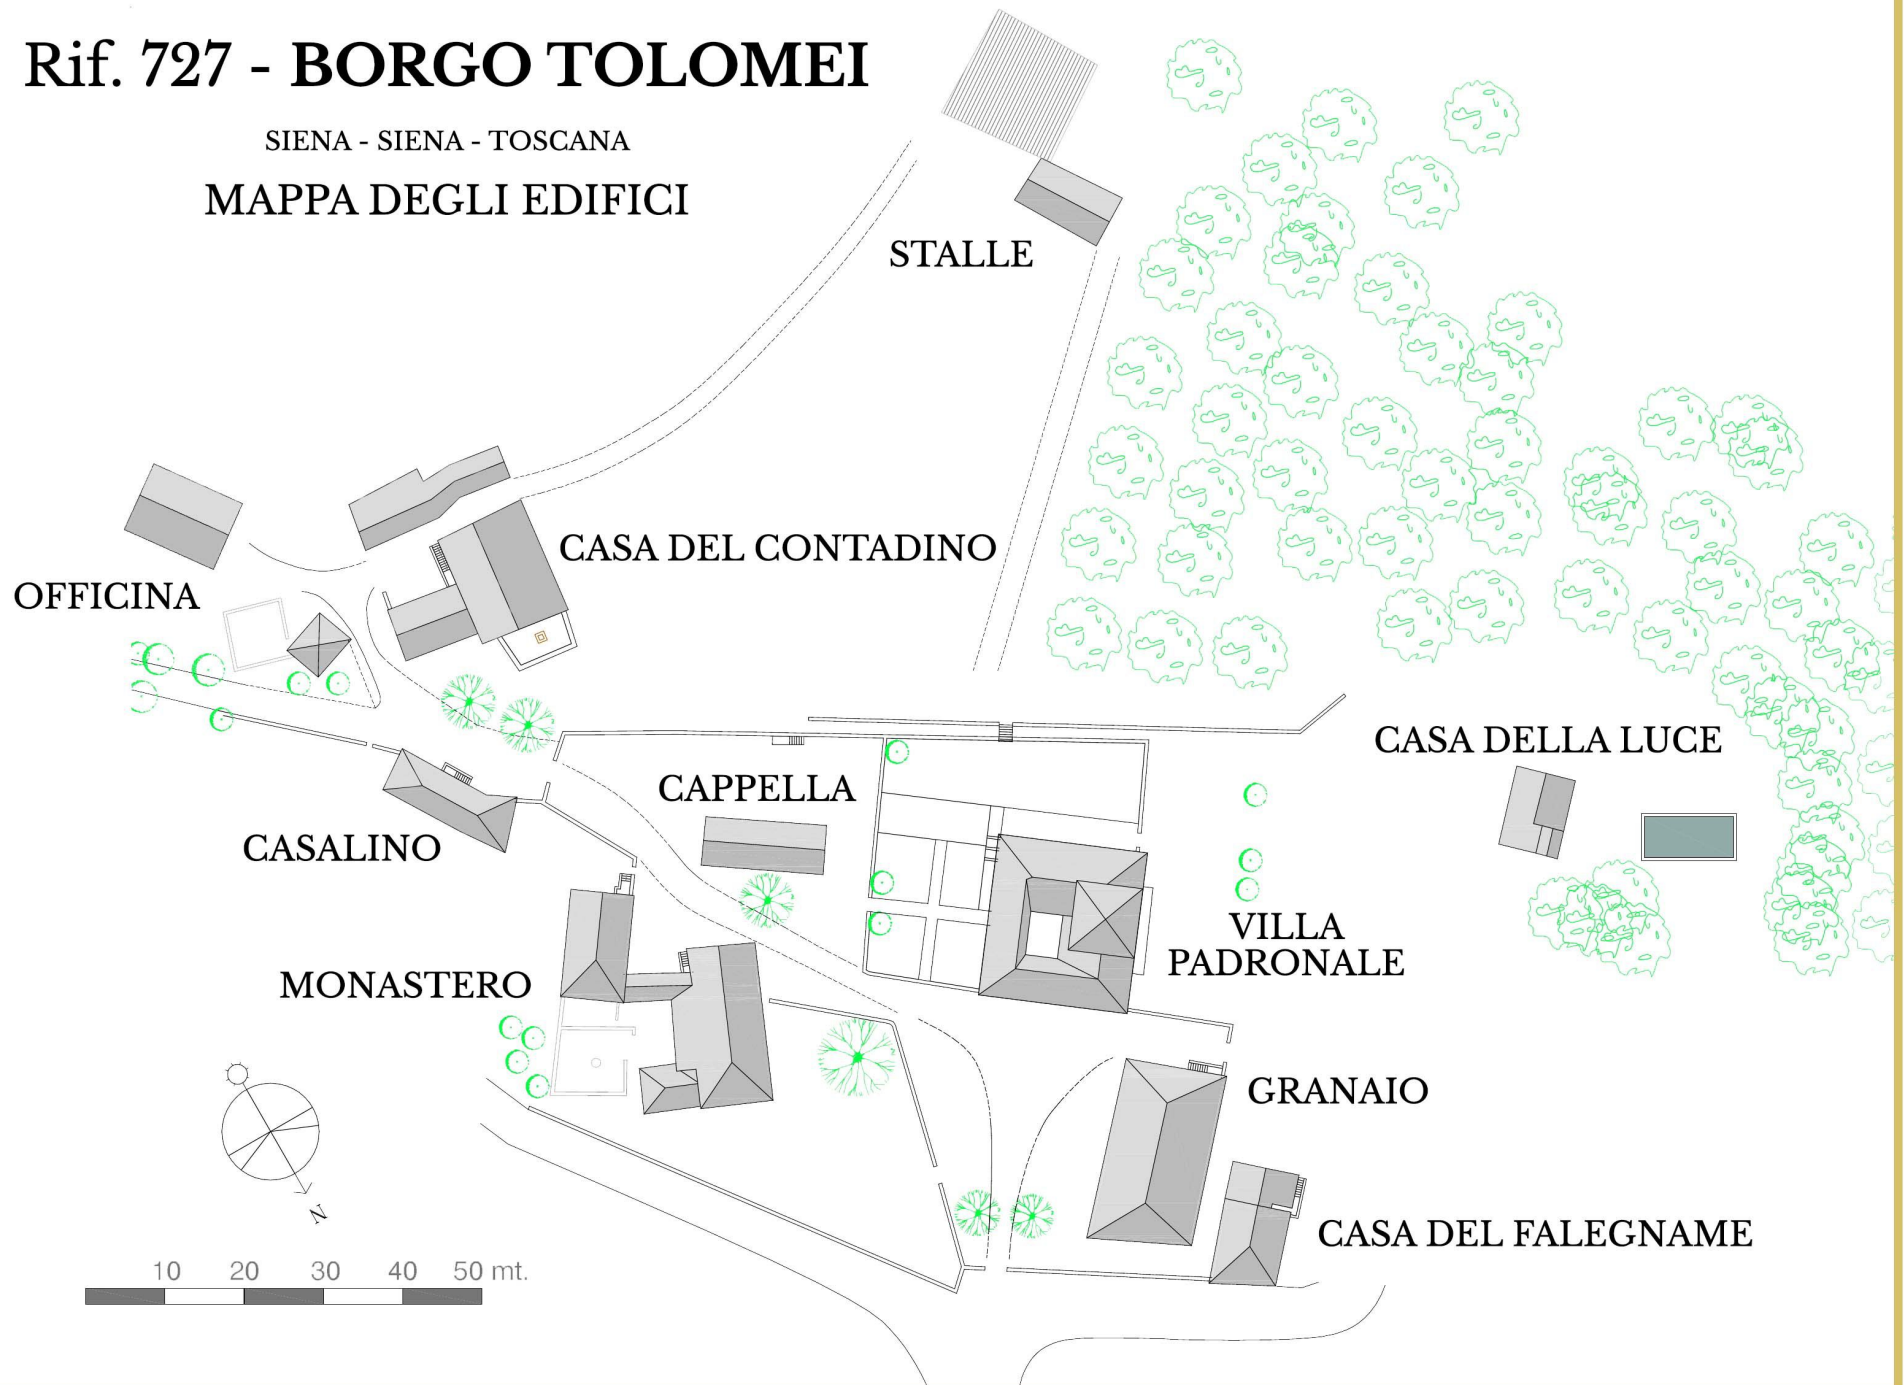 Rif. 727 - BORGO TOLOMEI
SIENA - SIENA - TOSCANA
MAPPA DEGLI EDIFICI
STALLE
CASA DEL CONTADINO
OFFICINA
CASA DELLA LUCE
CAPPELLA
CASALINO
VILLA
PADRONALE
MONASTERO
GRANAIO
N
CASA DEL FALEGNAME
10 20 30 40 50 mt.